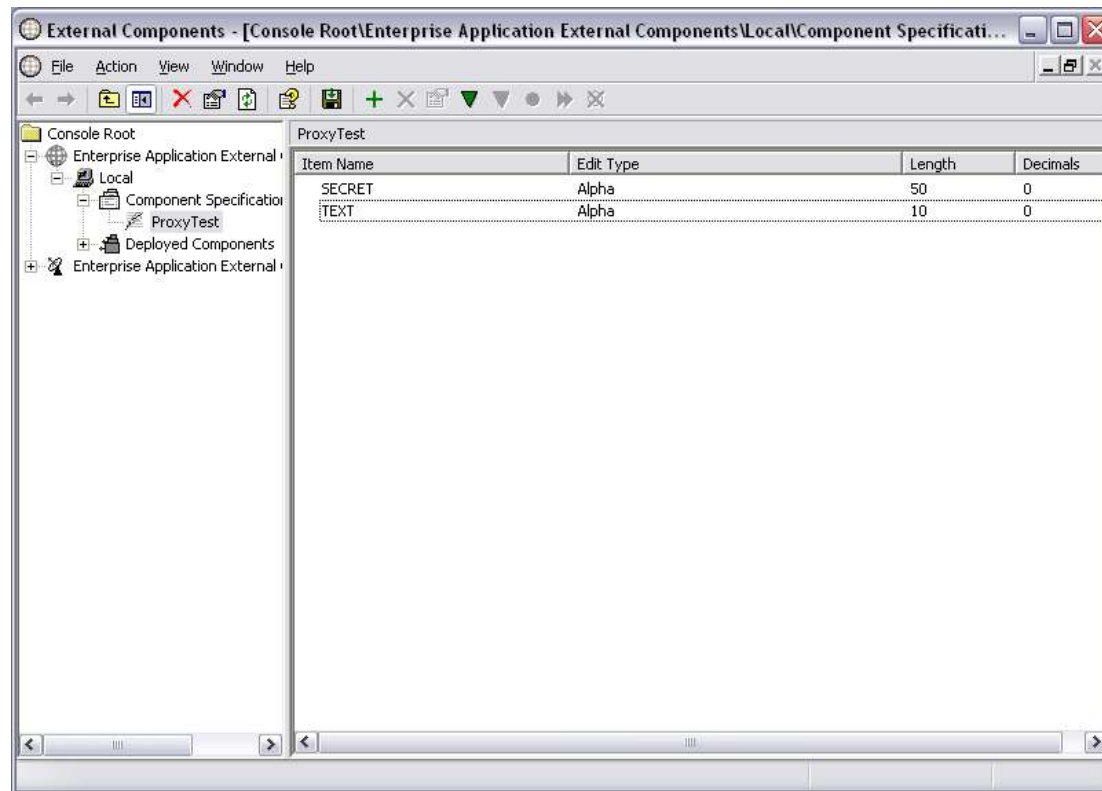 External Components - [Console Root\Enterprise Application External Components\Local\Component Specificati...
File Action View Window Help
Console Root
Enterprise Application External
Local
Component Specification
ProxyTest
Deployed Components
Enterprise Application External
ProxyTest
Item Name Edit Type Length Decimals
SECRET Alpha 50 0
TEXT Alpha 10 0